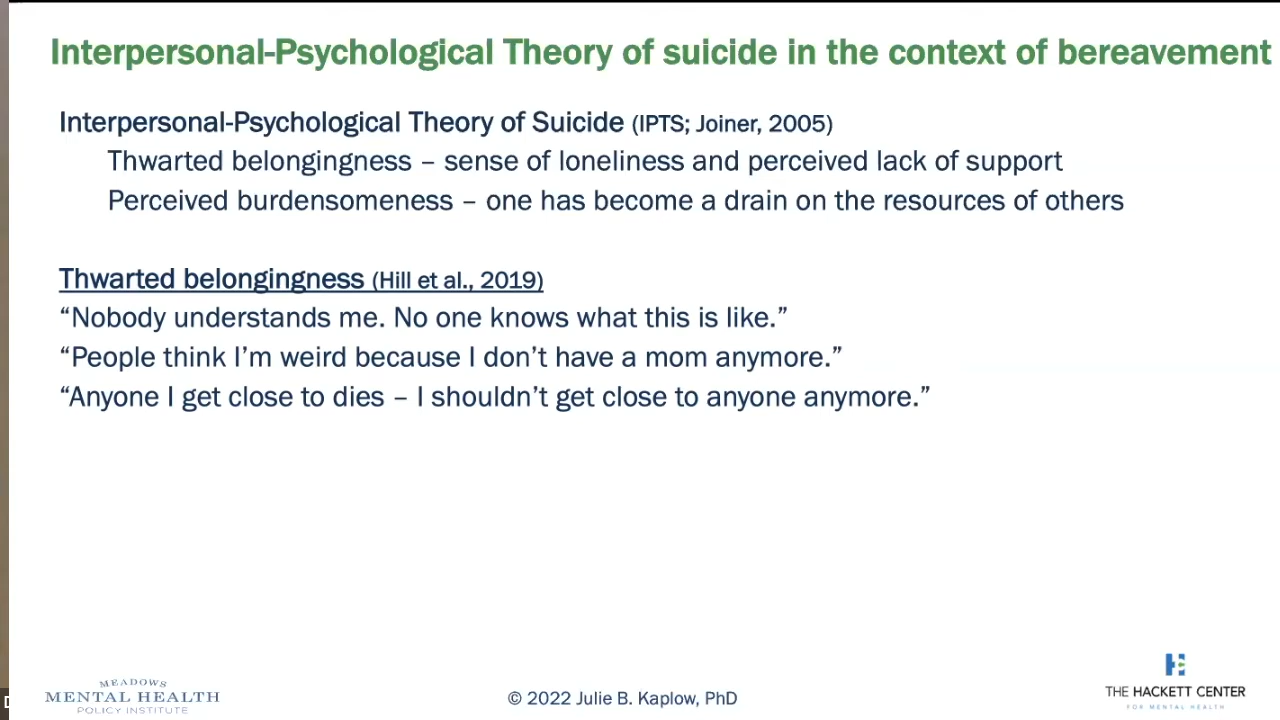 Interpersonal-Psychological Theory of suicide in the context of bereavement
Interpersonal-Psychological Theory of Suicide (IPTS; Joiner, 2005)
Thwarted belongingness – sense of loneliness and perceived lack of support
Perceived burdensomeness – one has become a drain on the resources of others
Thwarted belongingness (Hill et al., 2019)
“Nobody understands me. No one knows what this is like.”
“People think I’m weird because I don’t have a mom anymore.”
“Anyone I get close to dies – I shouldn’t get close to anyone anymore.”
MEADOWS
MENTAL HEALTH
POLICY INSTITUTE
© 2022 Julie B. Kaplow, PhD
THE HACKETT CENTER
FOR MENTAL HEALTH